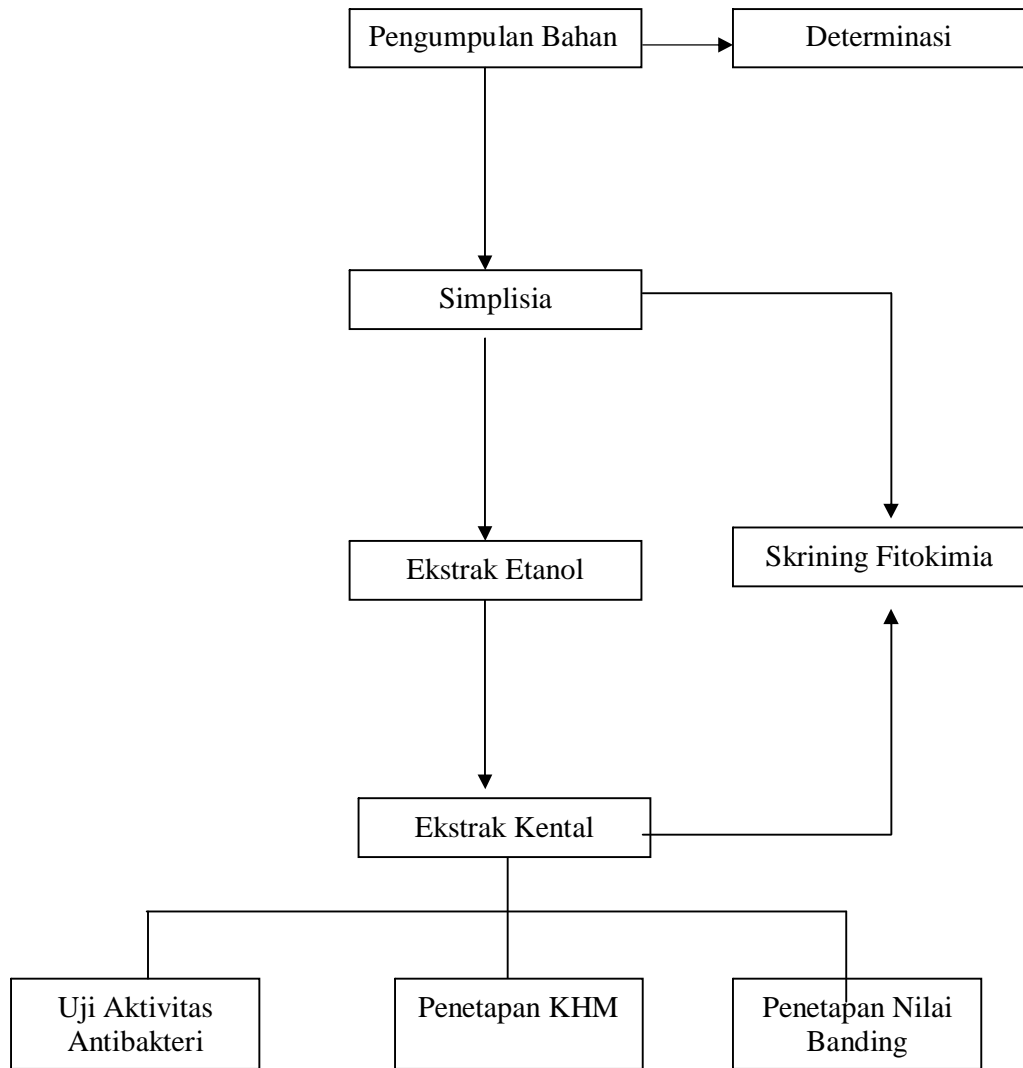 Pengumpulan Bahan
Determinasi
Simplisia
Skrining Fitokimia
Ekstrak Etanol
Ekstrak Kental
Uji Aktivitas
Antibakteri
Penetapan KHM
Penetapan Nilai
Banding